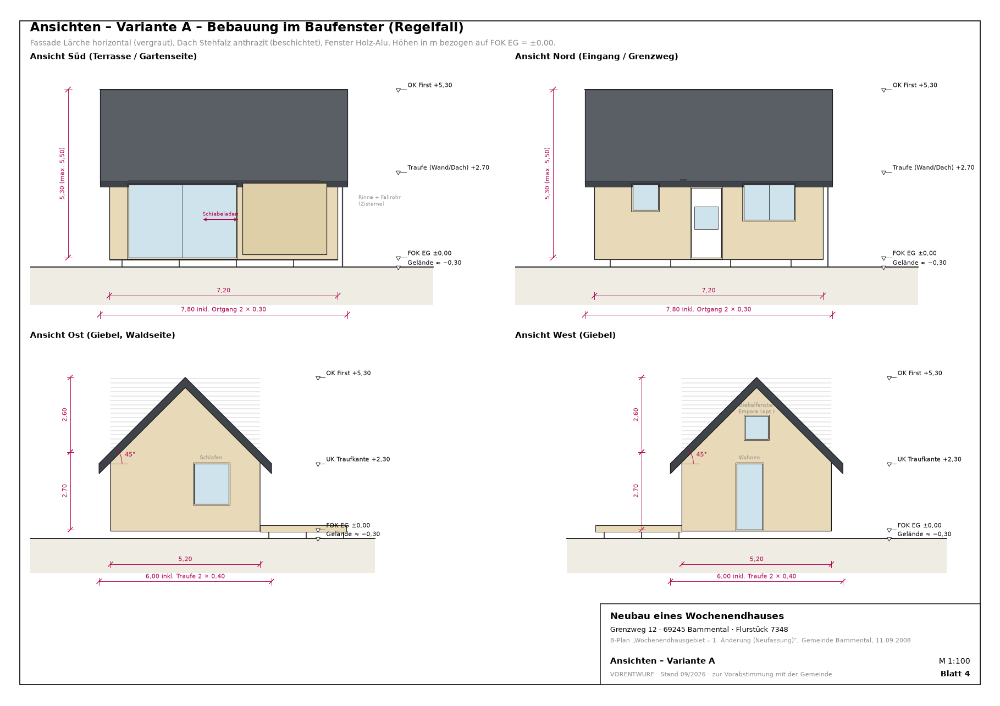 Ansichten – Variante A – Bebauung im Baufenster (Regelfall)
Fassade Lärche horizontal (vergraut), Dach Stehfalz anthrazit (beschichtet), Fenster Holz-Alu. Höhen in m bezogen auf FOK EG = ±0,00.
Ansicht Süd (Terrasse / Gartenseite)
OK First +5,30
5,30 (max. 5,50)
Traufe (Wand/Dach) +2,70
Rinne + Fallrohr
(Zisterne)
Schiebeladen
FOK EG ±0,00
Gelände ≈ −0,30
7,20
7,80 inkl. Ortgang 2 × 0,30
Ansicht Nord (Eingang / Grenzweg)
OK First +5,30
5,30 (max. 5,50)
Traufe (Wand/Dach) +2,70
FOK EG ±0,00
Gelände ≈ −0,30
7,20
7,80 inkl. Ortgang 2 × 0,30
Ansicht Ost (Giebel, Waldseite)
OK First +5,30
2,60
45°
Schlafen
UK Traufkante +2,30
2,70
FOK EG ±0,00
Gelände ≈ −0,30
5,20
6,00 inkl. Traufe 2 × 0,40
Ansicht West (Giebel)
OK First +5,30
Giebelfenster
Empore (opt.)
2,60
45°
Wohnen
UK Traufkante +2,30
2,70
FOK EG ±0,00
Gelände ≈ −0,30
5,20
6,00 inkl. Traufe 2 × 0,40
Neubau eines Wochenendhauses
Grenzweg 12 · 69245 Bammental · Flurstück 7348
B-Plan „Wochenendhausgebiet – 1. Änderung (Neufassung)“, Gemeinde Bammental, 11.09.2008
Ansichten – Variante A
M 1:100
VORENTWURF · Stand 09/2026 · zur Vorabstimmung mit der Gemeinde
Blatt 4